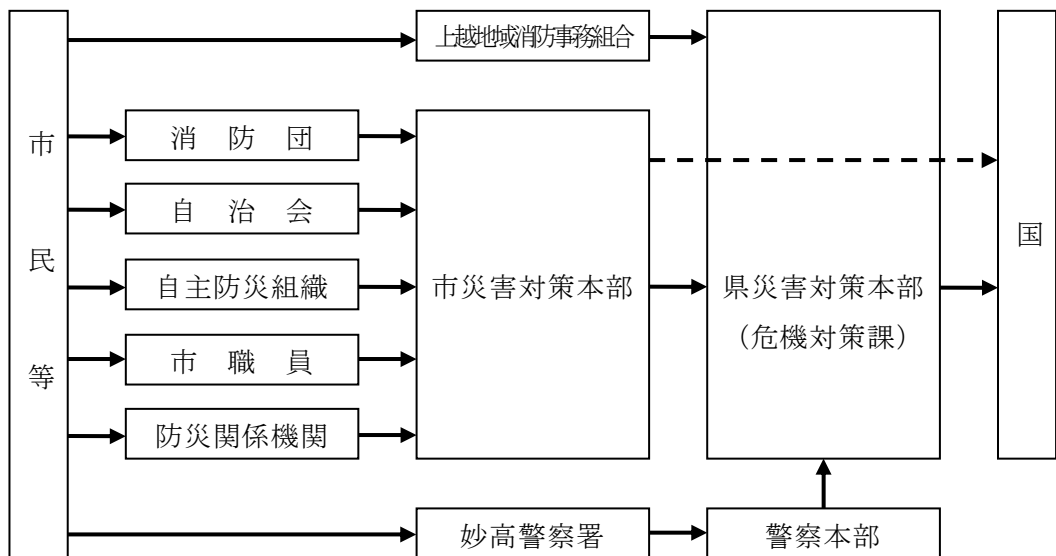 市民等
上越地域消防事務組合
消防団
自治会
自主防災組織
市職員
防災関係機関
市災害対策本部
県災害対策本部
（危機対策課）
国
妙高警察署
警察本部